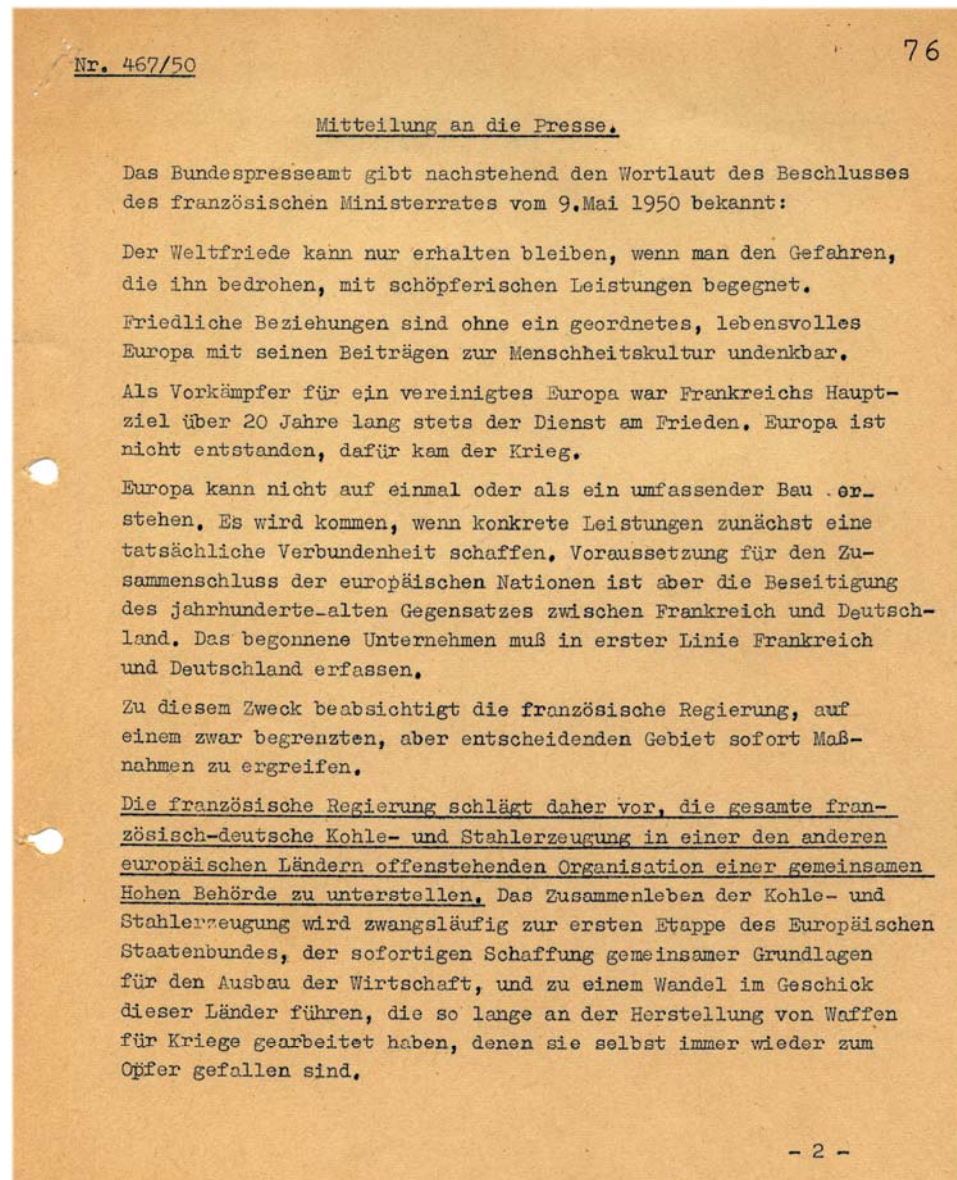 76
Nr. 467/50
Mitteilung an die Presse.
Das Bundespresseamt gibt nachstehend den Wortlaut des Beschlusses
des französischen Ministerrates vom 9.Mai 1950 bekannt:
Der Weltfriede kann nur erhalten bleiben, wenn man den Gefahren,
die ihn bedrohen, mit schöpferischen Leistungen begegnet.
Friedliche Beziehungen sind ohne ein geordnetes, lebensvolles
Europa mit seinen Beiträgen zur Menschheitskultur undenkbar.
Als Vorkämpfer für ein vereinigtes Europa war Frankreichs Haupt-
ziel über 20 Jahre lang stets der Dienst am Frieden. Europa ist
nicht entstanden, dafür kam der Krieg.
Europa kann nicht auf einmal oder als ein umfassender Bau er-
stehen. Es wird kommen, wenn konkrete Leistungen zunächst eine
tatsächliche Verbundenheit schaffen. Voraussetzung für den Zu-
sammenschluss der europäischen Nationen ist aber die Beseitigung
des jahrhunderte-alten Gegensatzes zwischen Frankreich und Deutsch-
land. Das begonnene Unternehmen muß in erster Linie Frankreich
und Deutschland erfassen.
Zu diesem Zweck beabsichtigt die französische Regierung, auf
einem zwar begrenzten, aber entscheidenden Gebiet sofort Maß-
nahmen zu ergreifen.
Die französische Regierung schlägt daher vor, die gesamte fran-
zösisch-deutsche Kohle- und Stahlerzeugung in einer den anderen
europäischen Ländern offenstehenden Organisation einer gemeinsamen
Hohen Behörde zu unterstellen. Das Zusammenleben der Kohle- und
Stahlerzeugung wird zwangsläufig zur ersten Etappe des Europäischen
Staatenbundes, der sofortigen Schaffung gemeinsamer Grundlagen
für den Ausbau der Wirtschaft, und zu einem Wandel im Geschick
dieser Länder führen, die so lange an der Herstellung von Waffen
für Kriege gearbeitet haben, denen sie selbst immer wieder zum
Opfer gefallen sind.
- 2 -